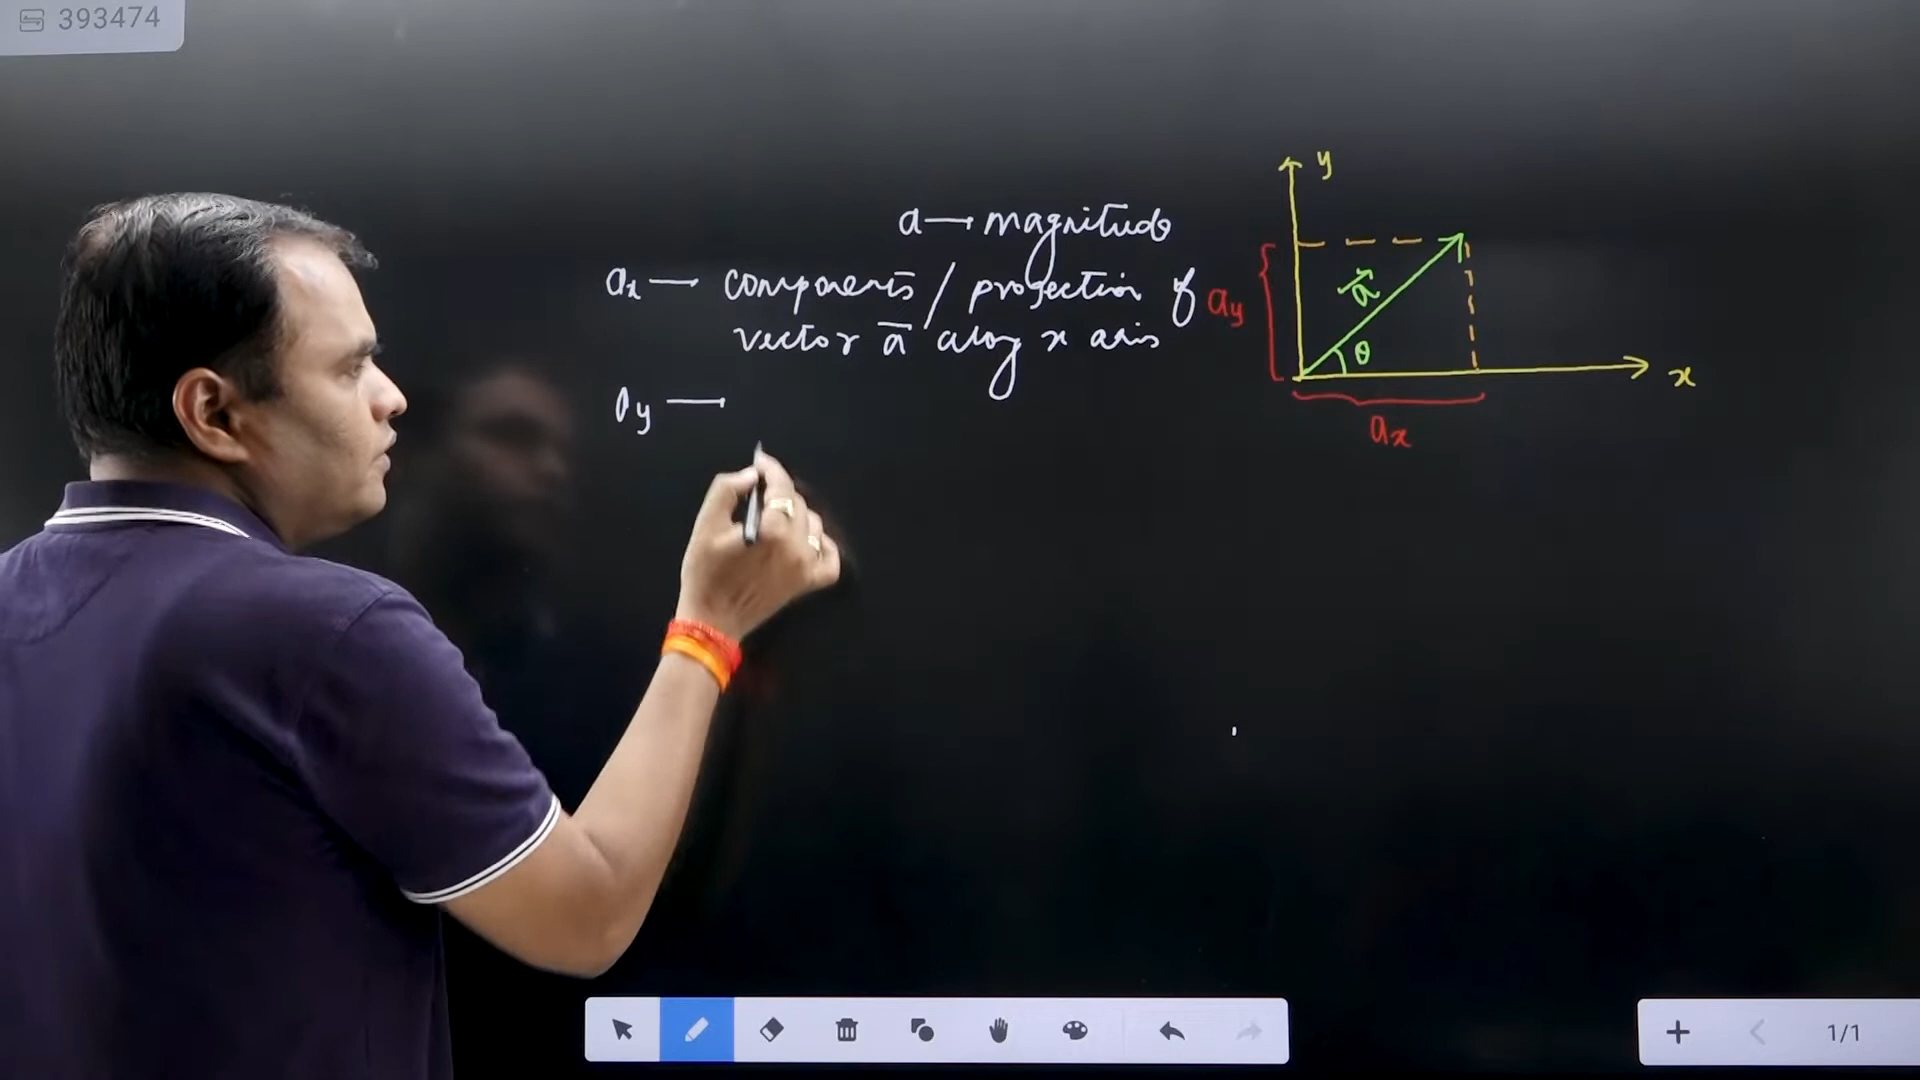 393474
a → magnitude
aₓ → components / projection of
vector a̅ along x axis
ay →
y
a⃗
θ
ay
aₓ
x
1/1